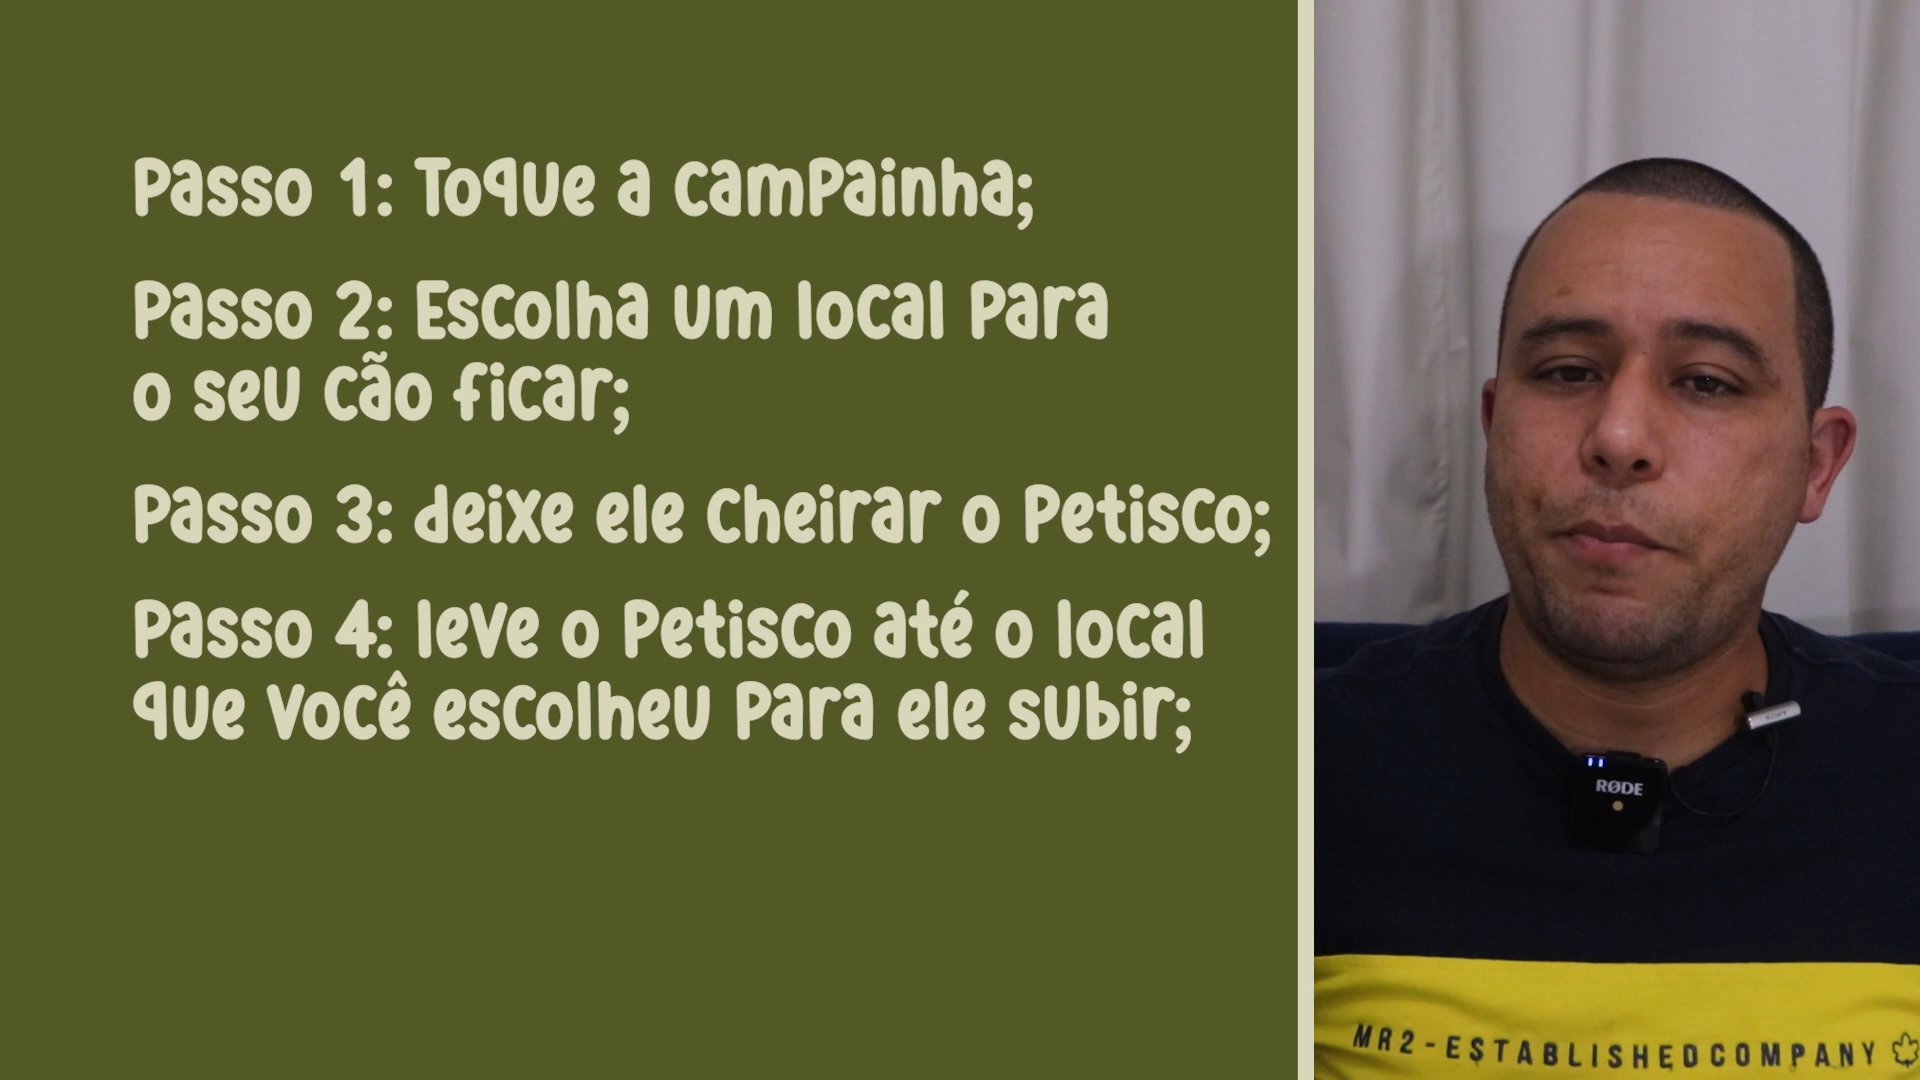 Passo 1: Toque a campainha;
Passo 2: Escolha um local para
o seu cão ficar;
Passo 3: deixe ele cheirar o petisco;
Passo 4: leve o petisco até o local
que você escolheu para ele subir;
SONY
RØDE
MR2-ESTABLISHEDCOMPANY